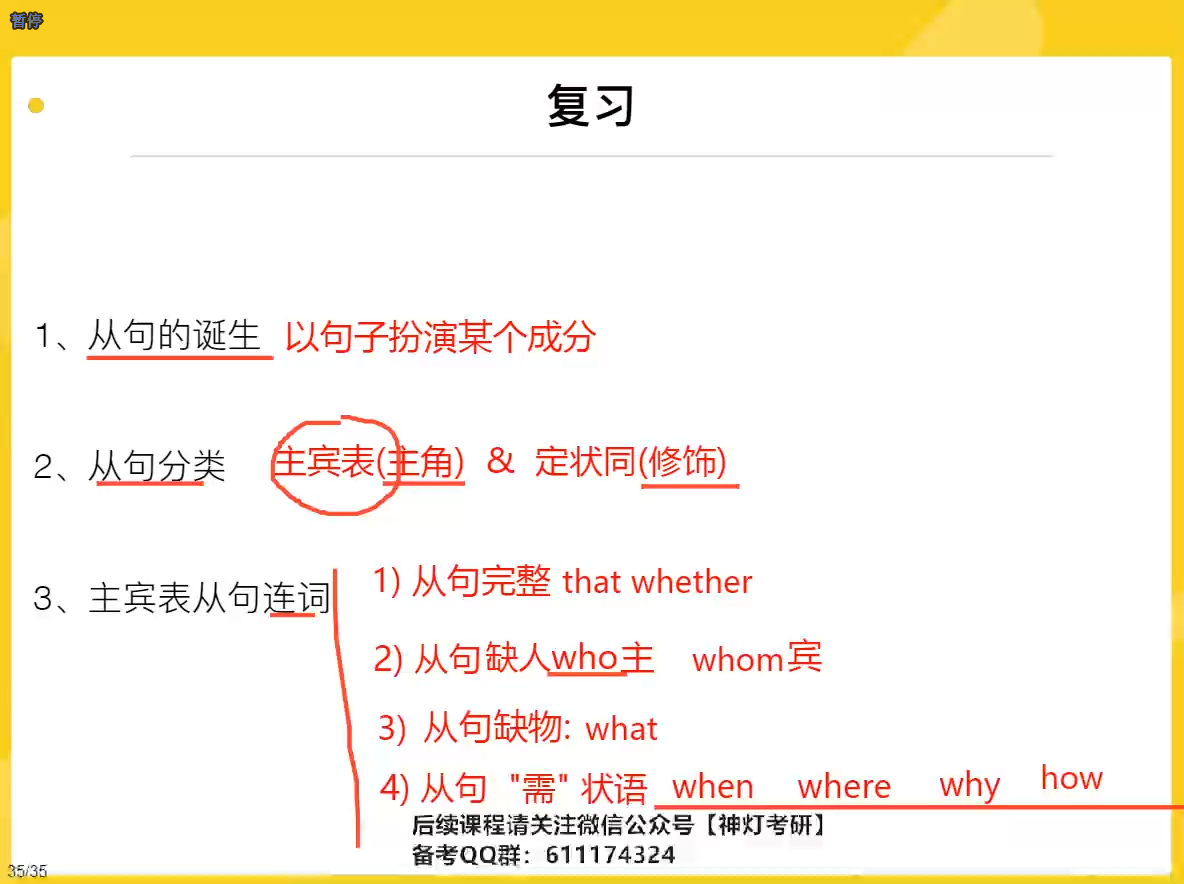 暂停
复习
1、从句的诞生 以句子扮演某个成分
2、从句分类 主宾表(主角) & 定状同(修饰)
3、主宾表从句连词
1) 从句完整 that whether
2) 从句缺人who主 whom宾
3) 从句缺物: what
4) 从句 "需" 状语 when where why how
后续课程请关注微信公众号【神灯考研】
备考QQ群：611174324
35/35